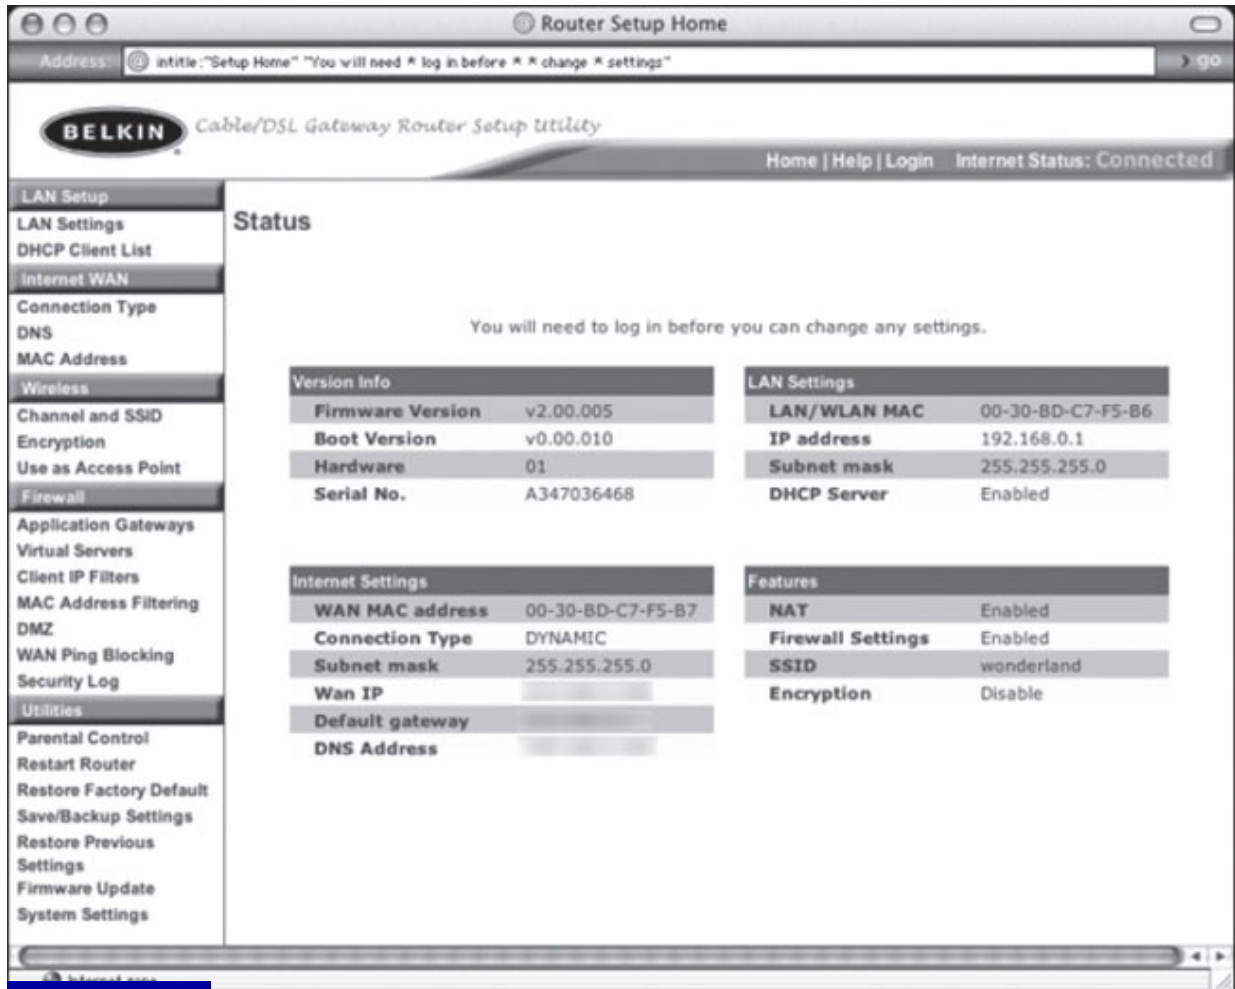 Router Setup Home
Address: intitle:"Setup Home" "You will need * log in before * * change * settings" go
BELKIN Cable/DSL Gateway Router Setup Utility
Home | Help | Login Internet Status: Connected
LAN Setup
LAN Settings
DHCP Client List
Internet WAN
Connection Type
DNS
MAC Address
Wireless
Channel and SSID
Encryption
Use as Access Point
Firewall
Application Gateways
Virtual Servers
Client IP Filters
MAC Address Filtering
DMZ
WAN Ping Blocking
Security Log
Utilities
Parental Control
Restart Router
Restore Factory Default
Save/Backup Settings
Restore Previous
Settings
Firmware Update
System Settings
Status
You will need to log in before you can change any settings.
Version Info
Firmware Version v2.00.005
Boot Version v0.00.010
Hardware 01
Serial No. A347036468
LAN Settings
LAN/WLAN MAC 00-30-BD-C7-F5-B6
IP address 192.168.0.1
Subnet mask 255.255.255.0
DHCP Server Enabled
Internet Settings
WAN MAC address 00-30-BD-C7-F5-B7
Connection Type DYNAMIC
Subnet mask 255.255.255.0
Wan IP
Default gateway
DNS Address
Features
NAT Enabled
Firewall Settings Enabled
SSID wonderland
Encryption Disable
Internet zone